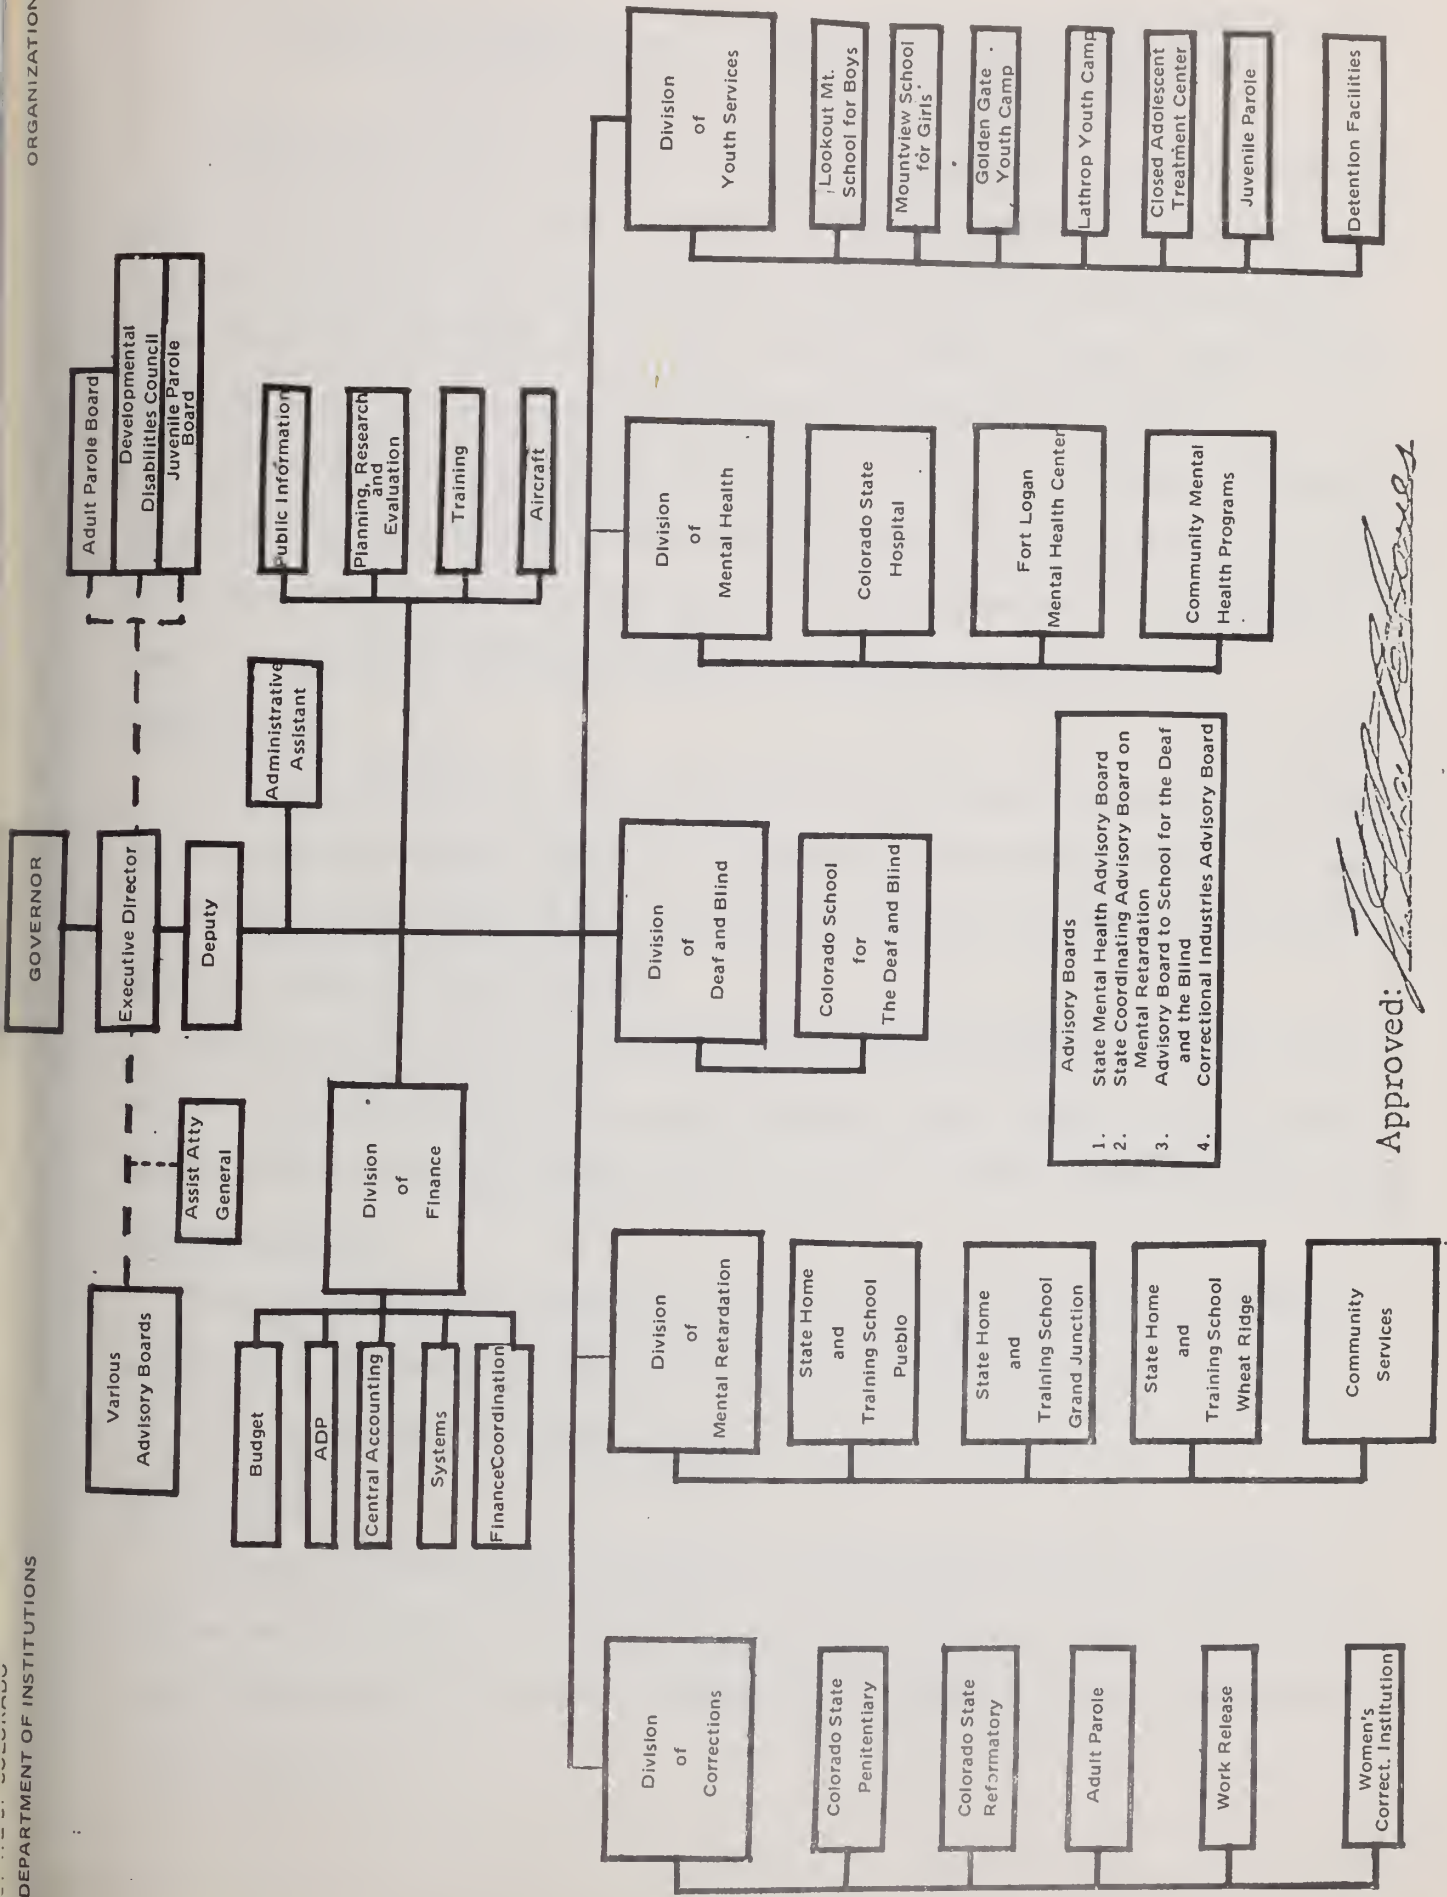 DEPARTMENT OF INSTITUTIONS
ORGANIZATION
GOVERNOR
Executive Director
Deputy
Various
Advisory Boards
Assist Atty
General
Administrative
Assistant
Adult Parole Board
Developmental
Disabilities Council
Juvenile Parole
Board
Division
of
Finance
Budget
ADP
Central Accounting
Systems
FinanceCoordination
Public Information
Planning, Research
and
Evaluation
Training
Aircraft
Division
of
Corrections
Colorado State
Penitentiary
Colorado State
Reformatory
Adult Parole
Work Release
Women's
Correct. Institution
Division
of
Mental Retardation
State Home
and
Training School
Pueblo
State Home
and
Training School
Grand Junction
State Home
and
Training School
Wheat Ridge
Community
Services
Division
of
Deaf and Blind
Colorado School
for
The Deaf and Blind
Division
of
Mental Health
Colorado State
Hospital
Fort Logan
Mental Health Center
Community Mental
Health Programs
Division
of
Youth Services
Lookout Mt.
School for Boys
Mountview School
for Girls
Golden Gate
Youth Camp
Lathrop Youth Camp
Closed Adolescent
Treatment Center
Juvenile Parole
Detention Facilities
Advisory Boards
1. State Mental Health Advisory Board
2. State Coordinating Advisory Board on
Mental Retardation
3. Advisory Board to School for the Deaf
and the Blind
4. Correctional Industries Advisory Board
Approved: